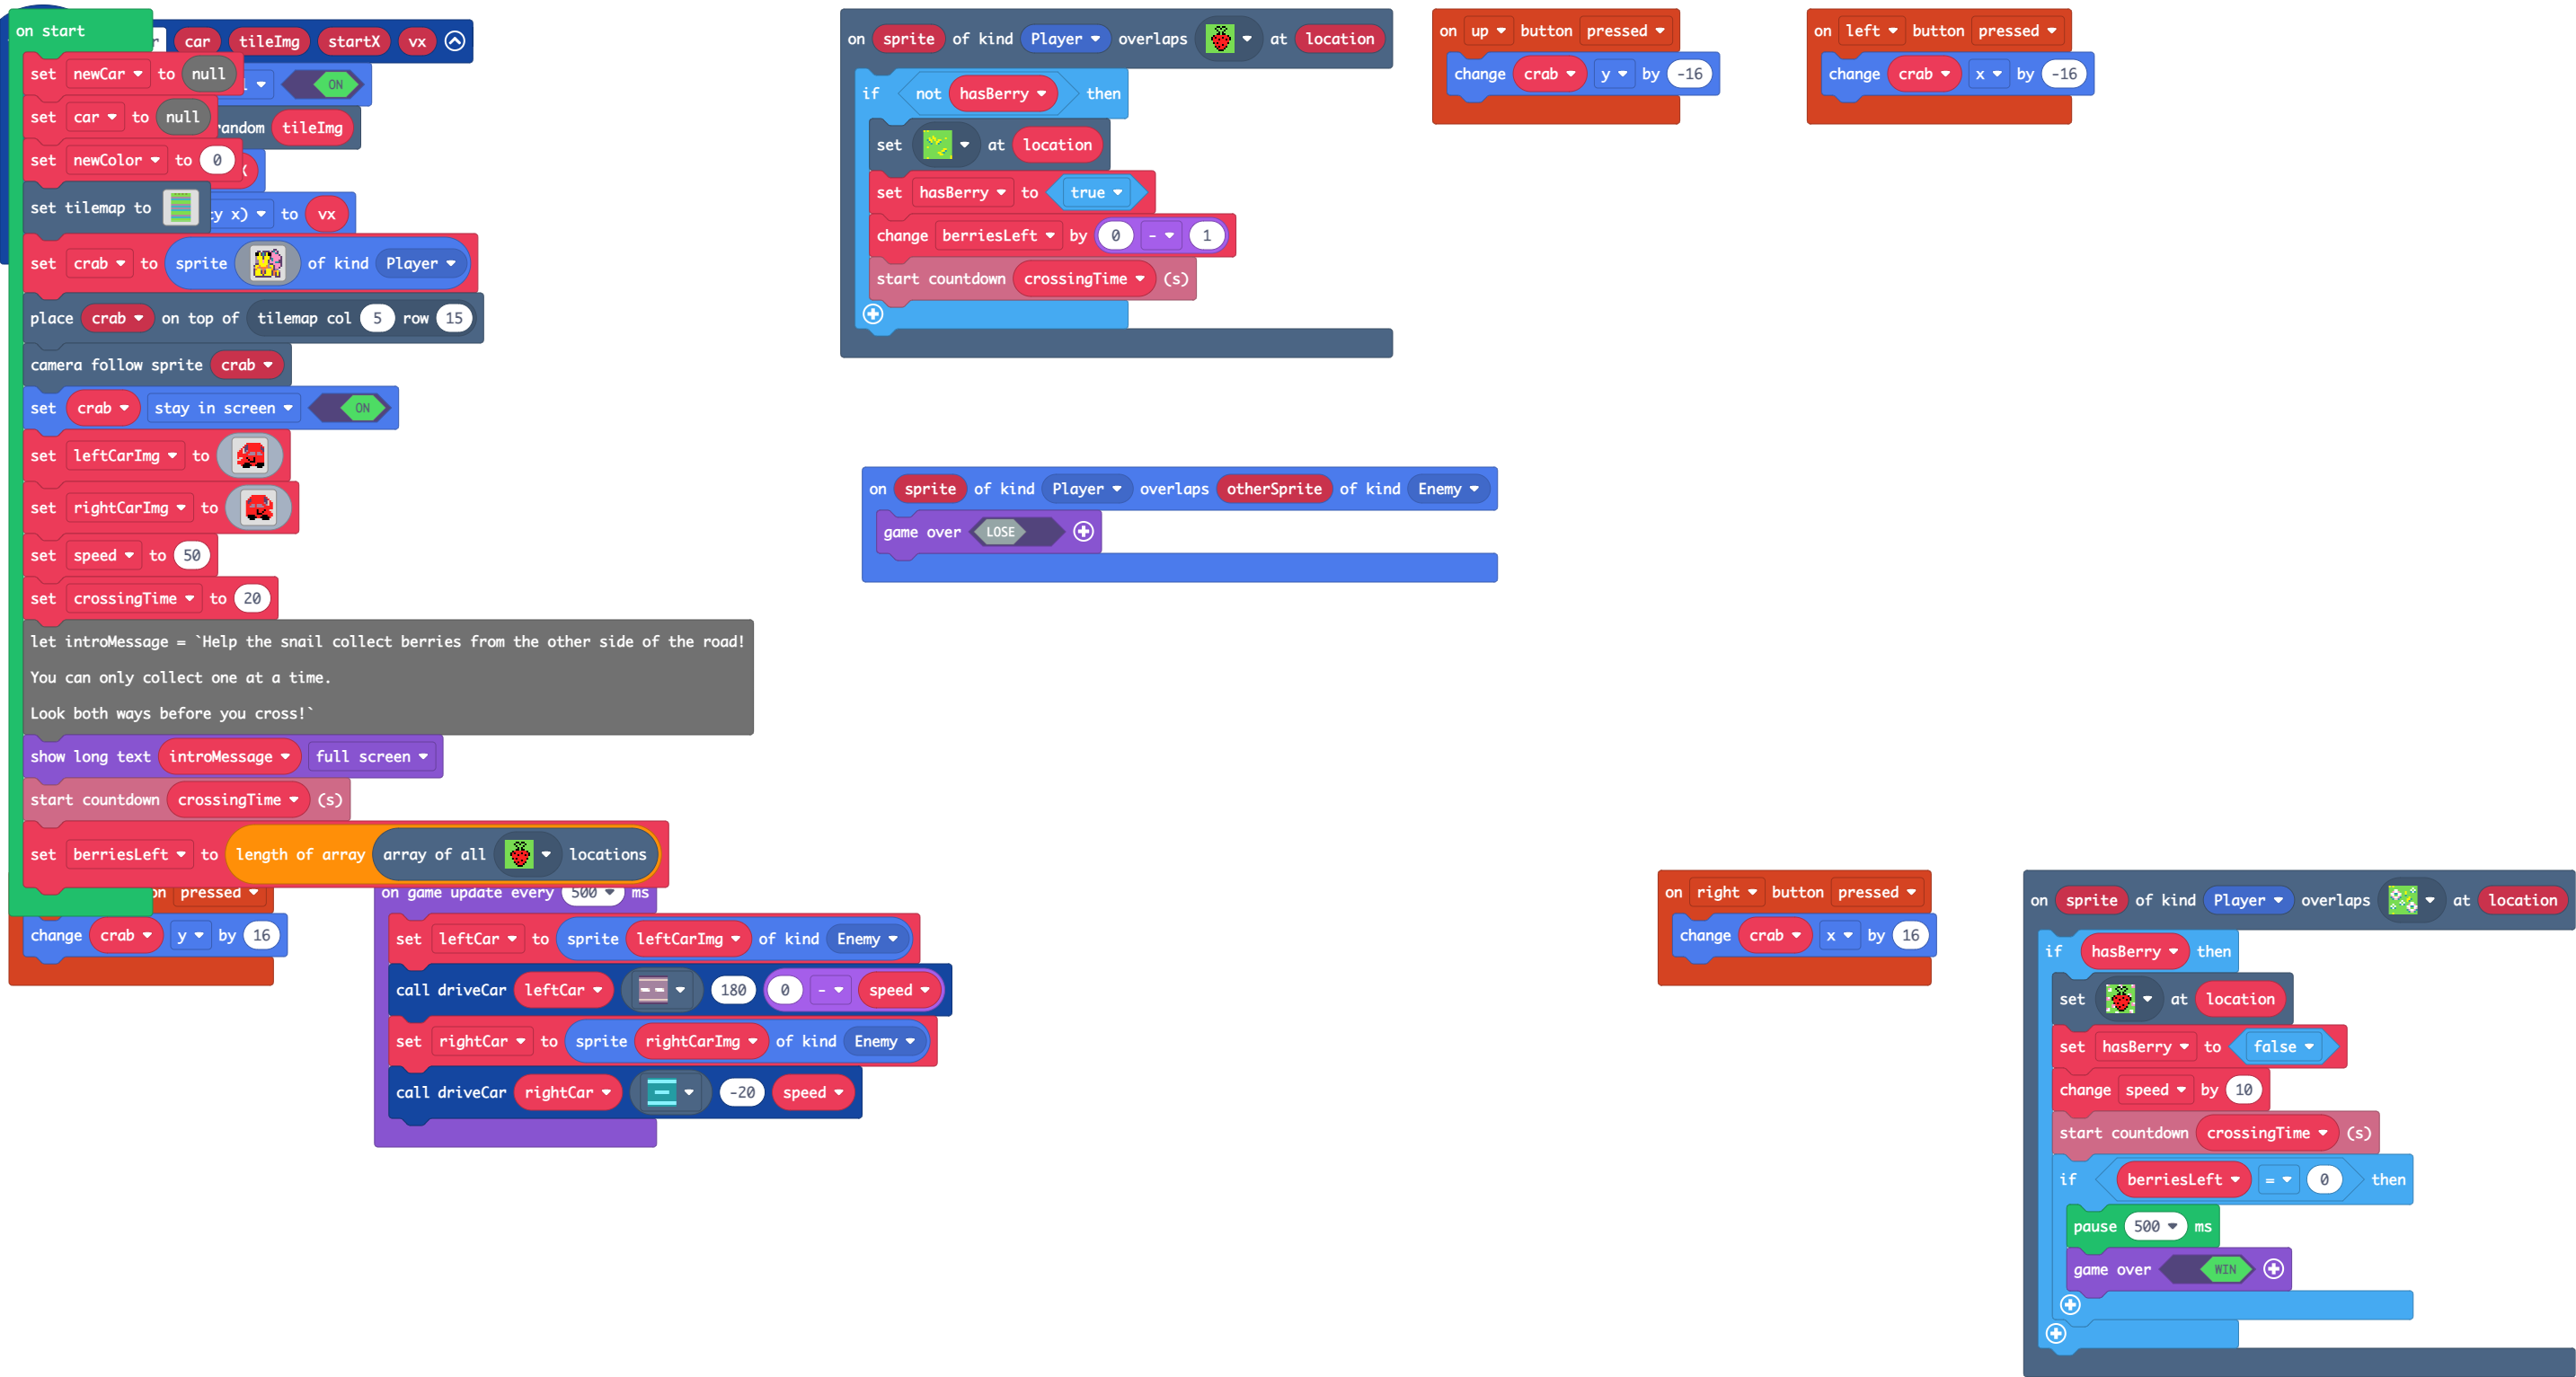 on start
car tileImg startX vx
set newCar to null
ON
set car to null
tileImg
set newColor to 0
set tilemap to
to vx
set crab to sprite of kind Player
place crab on top of tilemap col 5 row 15
camera follow sprite crab
set crab stay in screen ON
set leftCarImg to
set rightCarImg to
set speed to 50
set crossingTime to 20
let introMessage = `Help the snail collect berries from the other side of the road!
You can only collect one at a time.
Look both ways before you cross!`
show long text introMessage full screen
start countdown crossingTime (s)
set berriesLeft to length of array array of all locations
pressed
change crab y by 16
on game update every 500 ms
set leftCar to sprite leftCarImg of kind Enemy
call driveCar leftCar 180 0 - speed
set rightCar to sprite rightCarImg of kind Enemy
call driveCar rightCar -20 speed
on sprite of kind Player overlaps at location
if not hasBerry then
set at location
set hasBerry to true
change berriesLeft by 0 - 1
start countdown crossingTime (s)
on sprite of kind Player overlaps otherSprite of kind Enemy
game over LOSE
on up button pressed
change crab y by -16
on left button pressed
change crab x by -16
on right button pressed
change crab x by 16
on sprite of kind Player overlaps at location
if hasBerry then
set at location
set hasBerry to false
change speed by 10
start countdown crossingTime (s)
if berriesLeft = 0 then
pause 500 ms
game over WIN